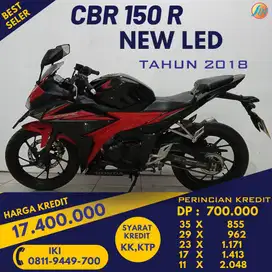 BEST
SELER
CBR 150 R
NEW LED
TAHUN 2018
HARGA KREDIT
17.400.000
IKI
0811-9449-700
SYARAT
KREDIT
KK,KTP
PERINCIAN KREDIT
DP : 700.000
35 X 855
29 X 962
23 X 1.171
17 X 1.413
11 X 2.048